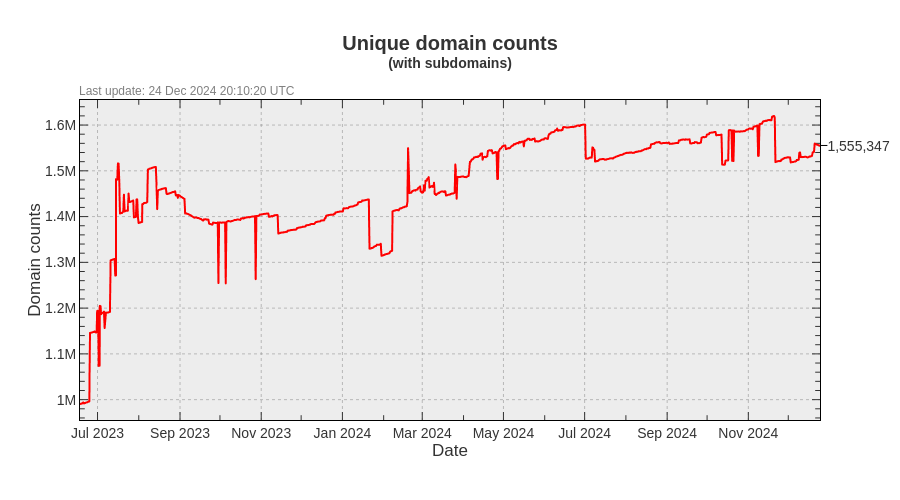 Unique domain counts
(with subdomains)
Last update: 24 Dec 2024 20:10:20 UTC
1.6M
1,555,347
1.5M
1.4M
Domain counts
1.3M
1.2M
1.1M
1M
Jul 2023 Sep 2023 Nov 2023 Jan 2024 Mar 2024 May 2024 Jul 2024 Sep 2024 Nov 2024
Date